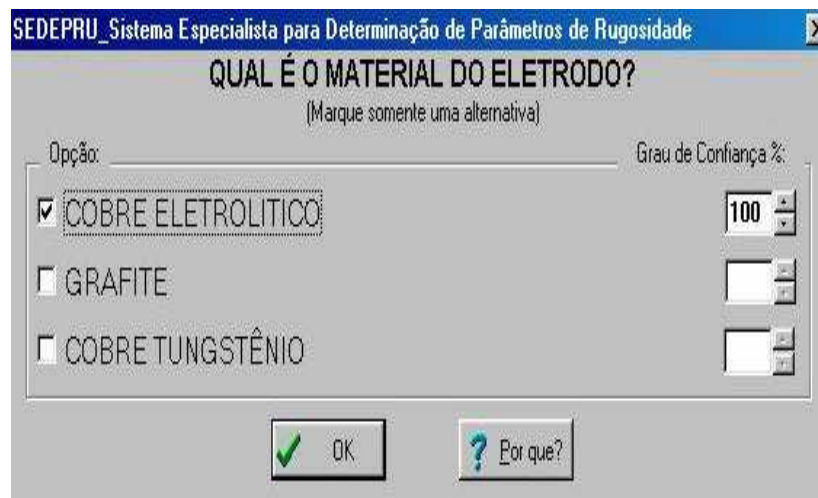 SEDEPRU_Sistema Especialista para Determinação de Parâmetros de Rugosidade
QUAL É O MATERIAL DO ELETRODO?
(Marque somente uma alternativa)
Opção: Grau de Confiança %:
COBRE ELETROLITICO 100
GRAFITE
COBRE TUNGSTÊNIO
OK ? Por que?